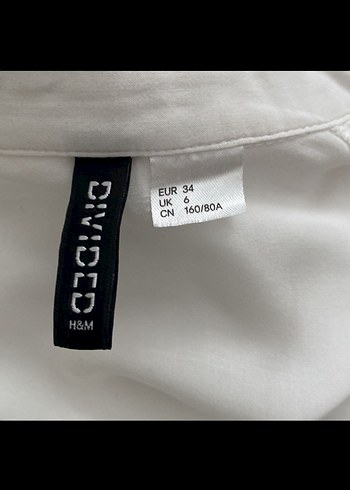 DIVIDED
H&M
EUR 34
UK 6
CN 160/80A